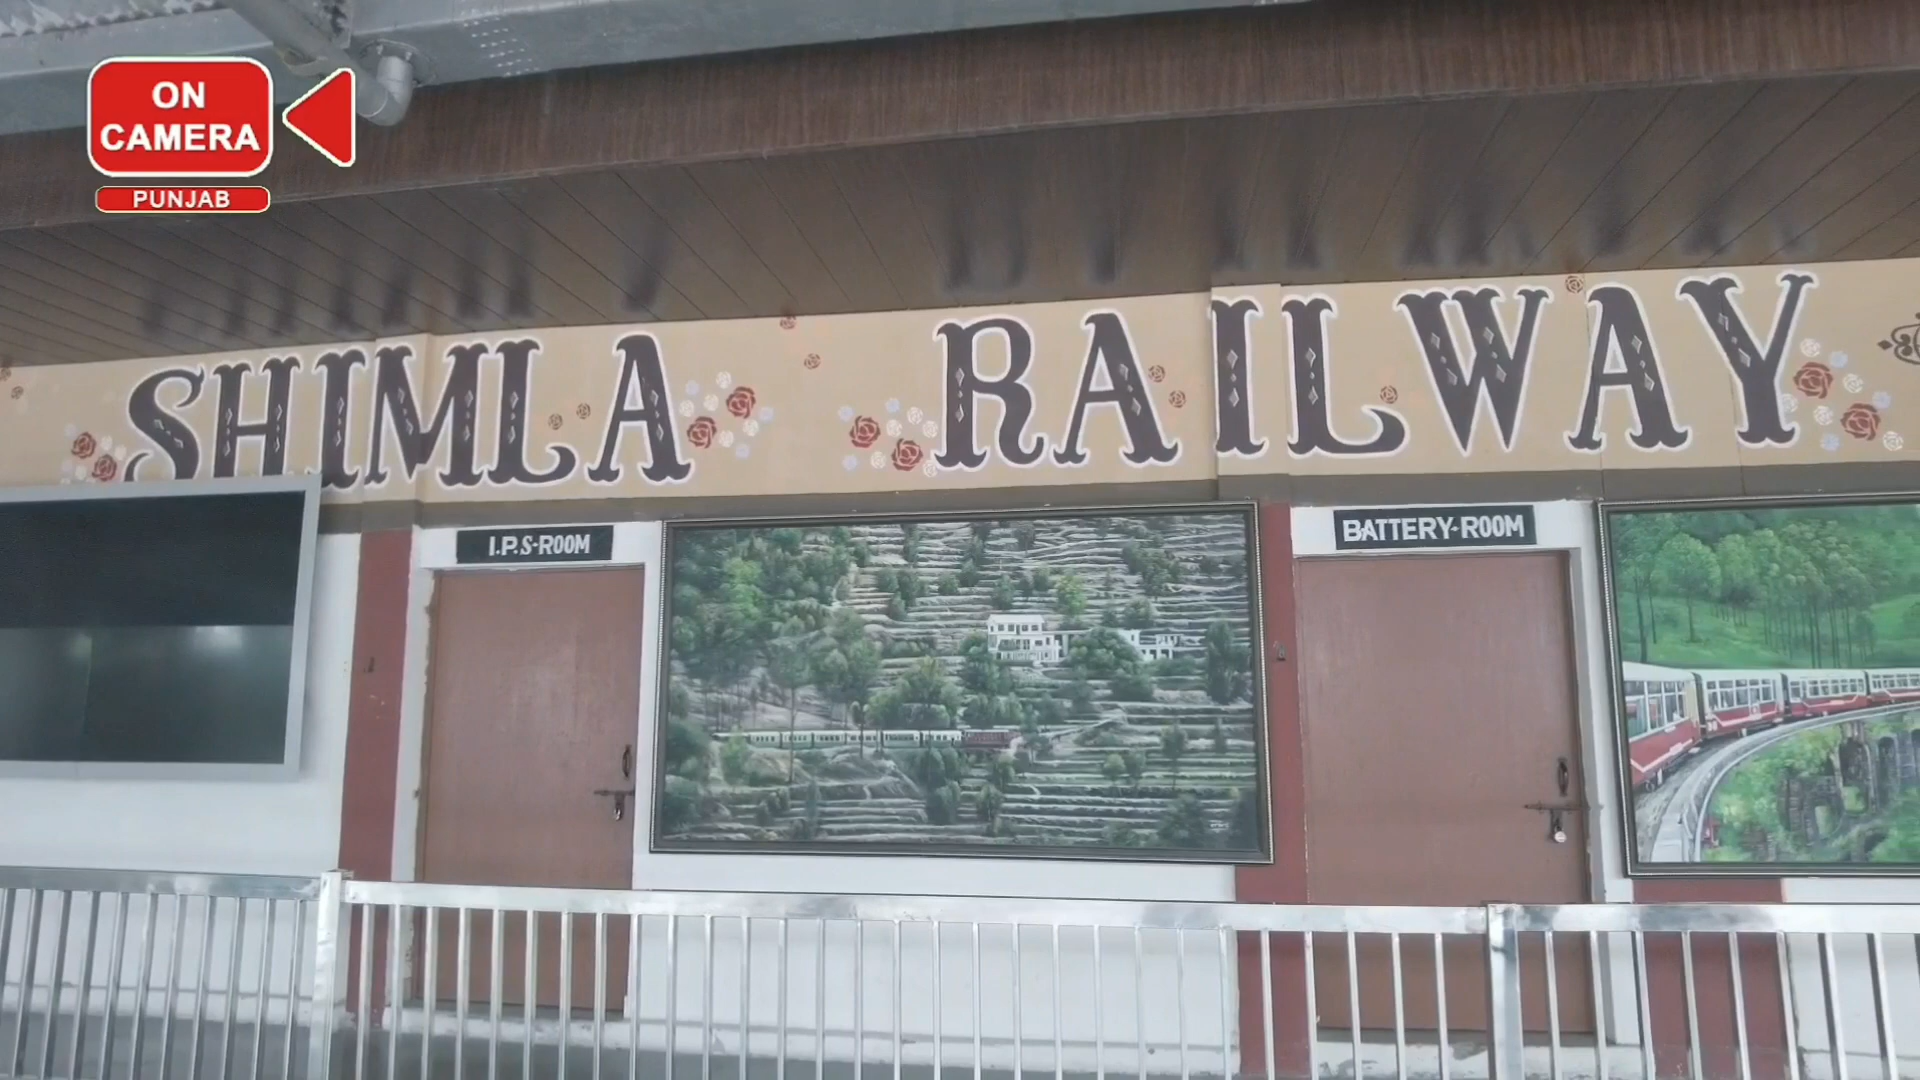 ON
CAMERA
PUNJAB
SHIMLA RAILWAY
I.P.S-ROOM
BATTERY-ROOM